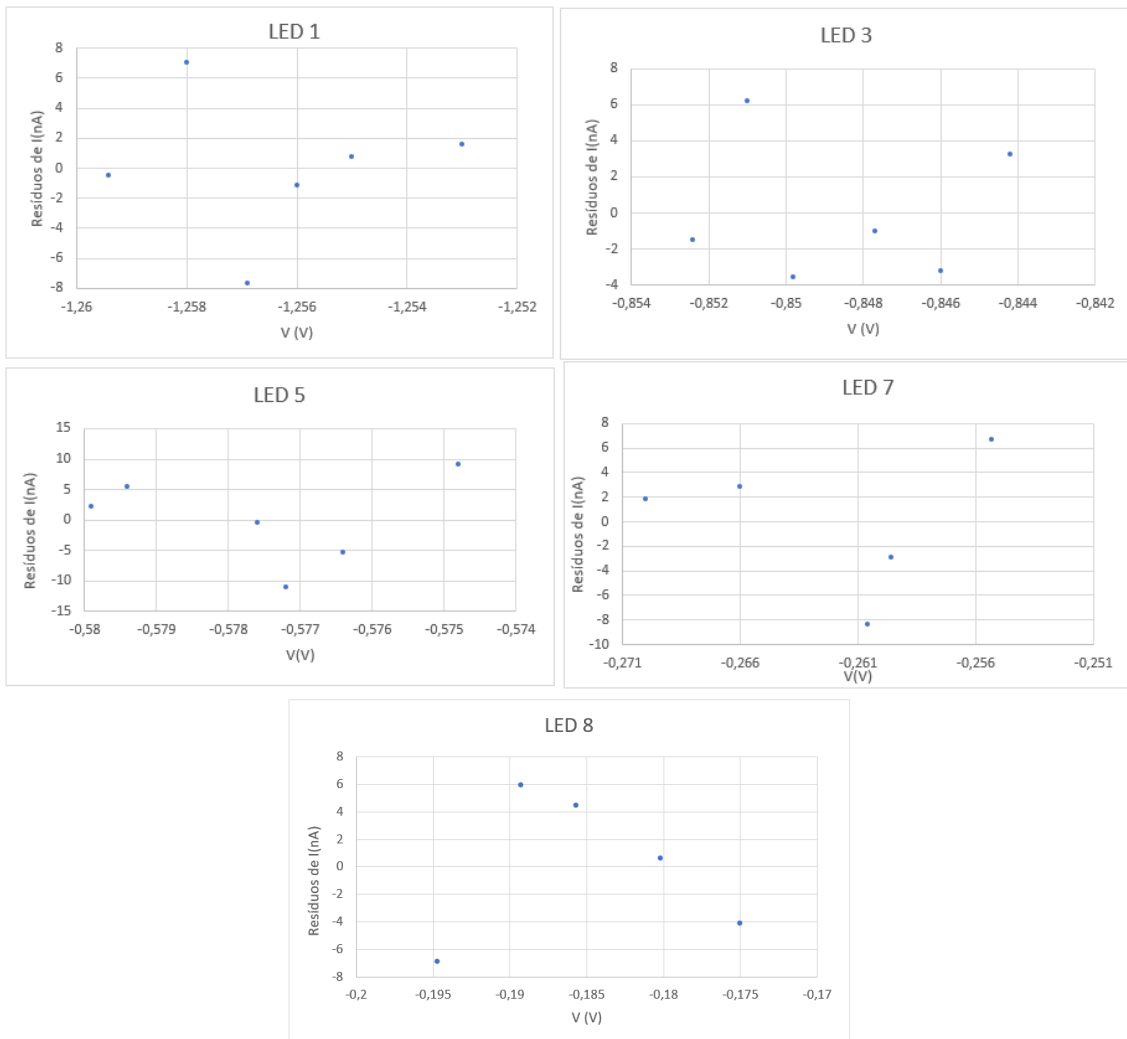 LED 1
8
6
4
2
0
-2
-4
-6
-8
Resíduos de I(nA)
-1,26 -1,258 -1,256 -1,254 -1,252
V (V)
LED 3
8
6
4
2
0
-2
-4
Resíduos de I(nA)
-0,854 -0,852 -0,85 -0,848 -0,846 -0,844 -0,842
V (V)
LED 5
15
10
5
0
-5
-10
-15
Resíduos de I(nA)
-0,58 -0,579 -0,578 -0,577 -0,576 -0,575 -0,574
V(V)
LED 7
8
6
4
2
0
-2
-4
-6
-8
-10
Resíduos de I(nA)
-0,271 -0,266 -0,261 -0,256 -0,251
V(V)
LED 8
8
6
4
2
0
-2
-4
-6
-8
Resíduos de I(nA)
-0,2 -0,195 -0,19 -0,185 -0,18 -0,175 -0,17
V (V)